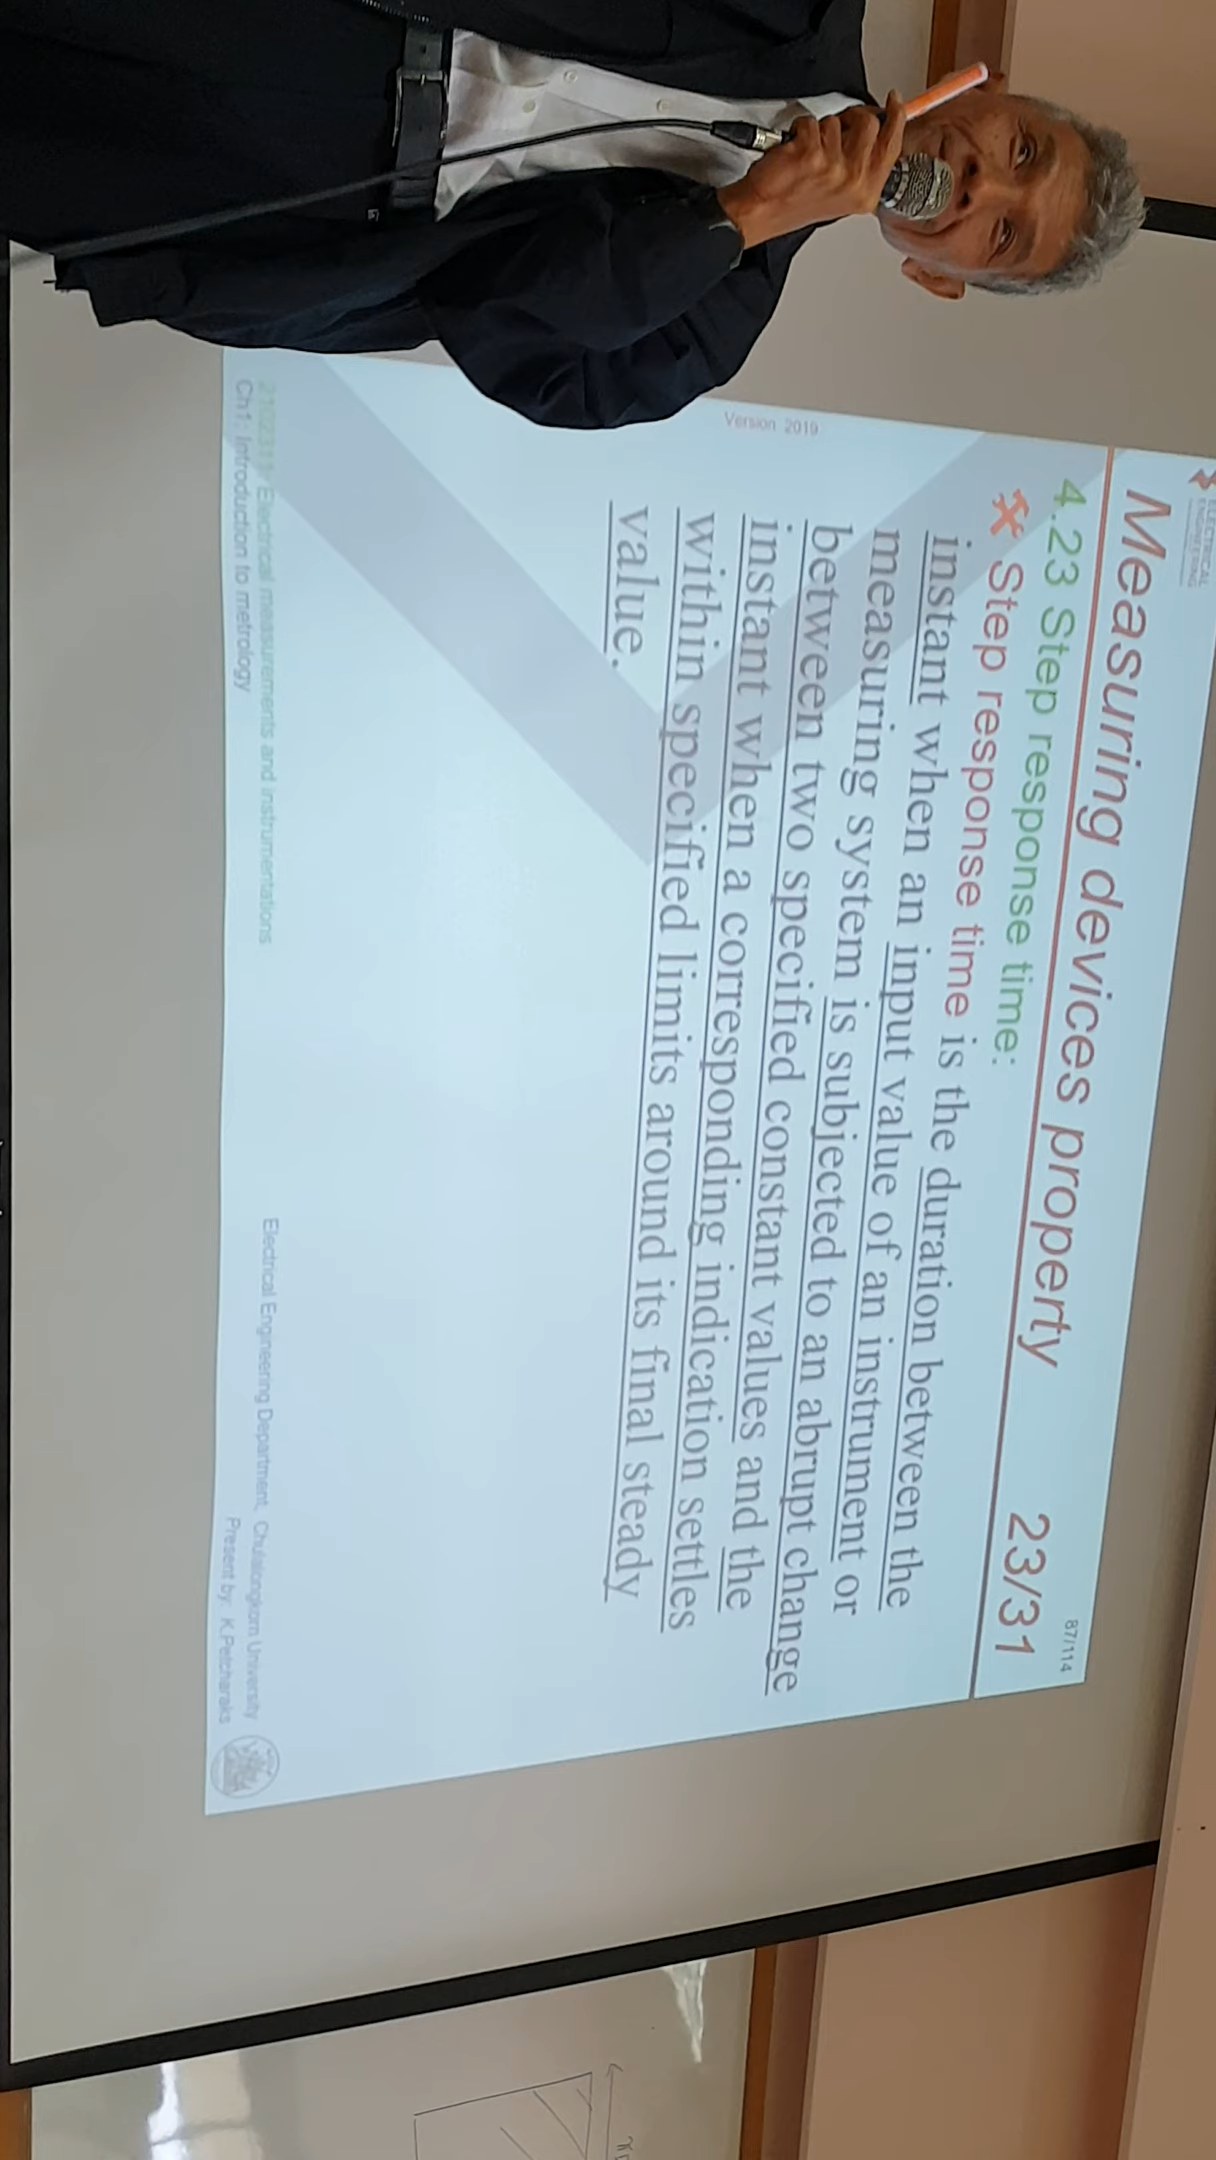 ELECTRICAL
ENGINEERING
87/114
Measuring devices property 23/31
4.23 Step response time:
Step response time is the duration between the
instant when an input value of an instrument or
measuring system is subjected to an abrupt change
between two specified constant values and the
instant when a corresponding indication settles
within specified limits around its final steady
value.
Version 2019
2102311: Electrical measurements and instrumentations
Ch1: Introduction to metrology
Electrical Engineering Department, Chulalongkorn University
Present by: K.Petcharaks